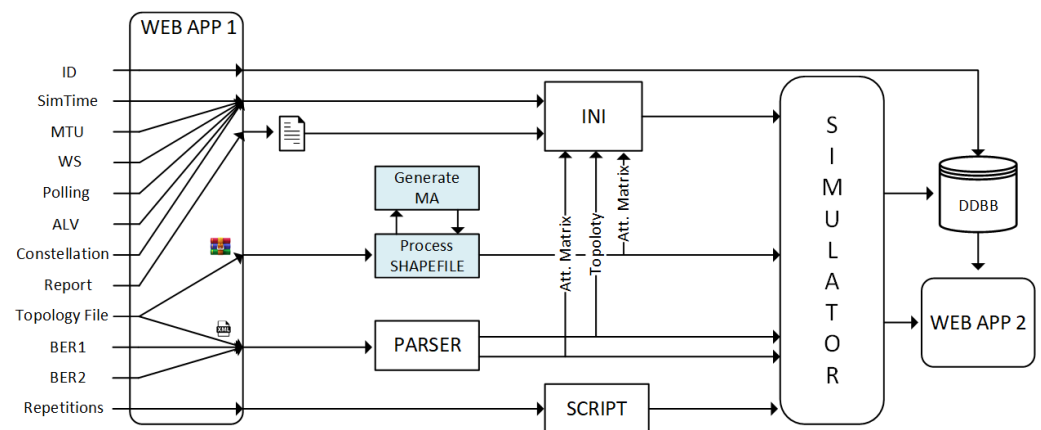 WEB APP 1
ID
SimTime
MTU
WS
Polling
ALV
Constellation
Report
Topology File
BER1
BER2
Repetitions
XML
INI
Generate
MA
Process
SHAPEFILE
PARSER
SCRIPT
Att. Matrix
Topoloty
Att. Matrix
S
I
M
U
L
A
T
O
R
DDBB
WEB APP 2